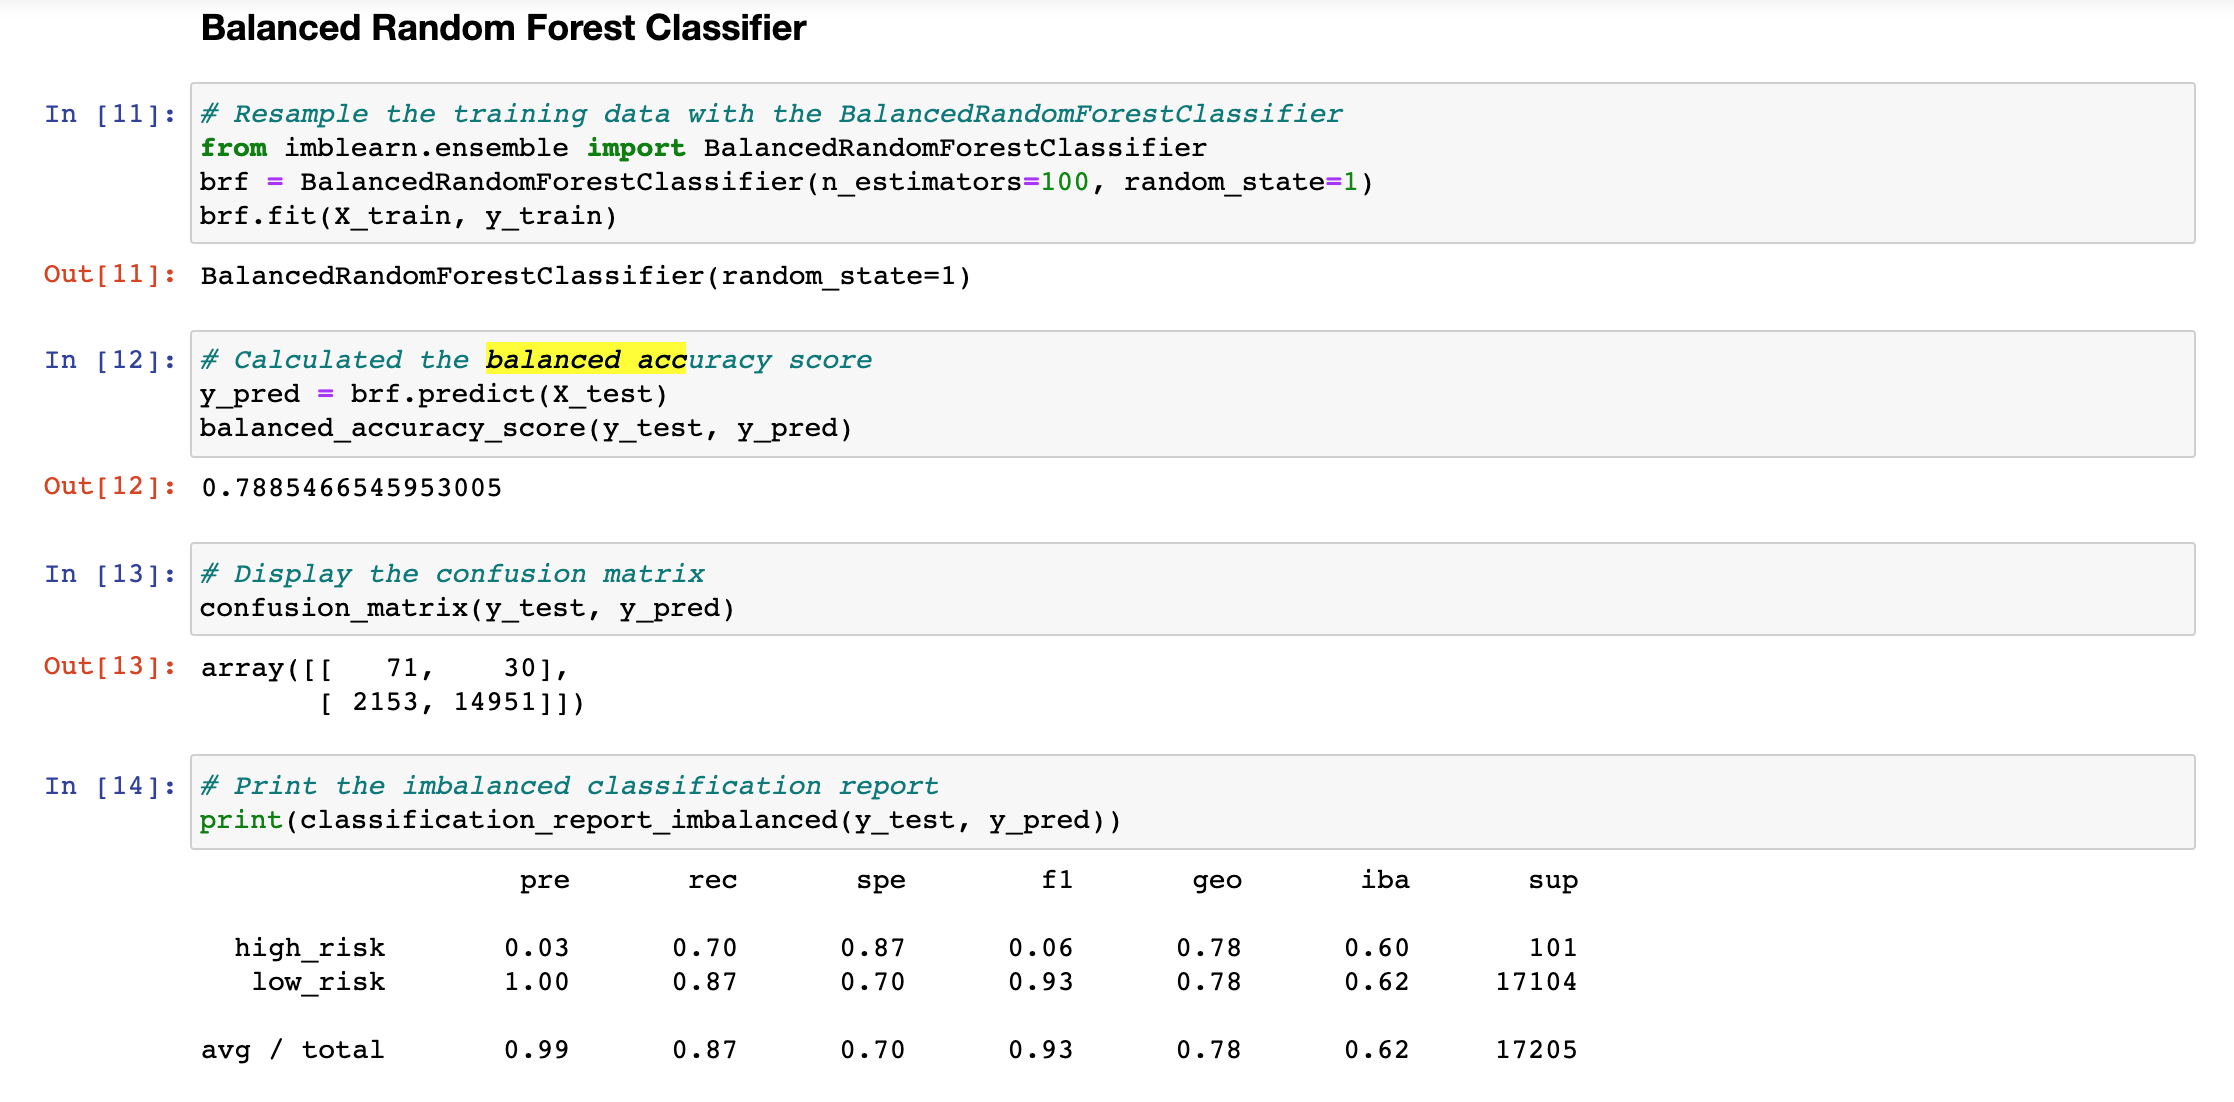 Balanced Random Forest Classifier
In [11]: # Resample the training data with the BalancedRandomForestClassifier
from imblearn.ensemble import BalancedRandomForestClassifier
brf = BalancedRandomForestClassifier(n_estimators=100, random_state=1)
brf.fit(X_train, y_train)
Out[11]: BalancedRandomForestClassifier(random_state=1)
In [12]: # Calculated the balanced accuracy score
y_pred = brf.predict(X_test)
balanced_accuracy_score(y_test, y_pred)
Out[12]: 0.7885466545953005
In [13]: # Display the confusion matrix
confusion_matrix(y_test, y_pred)
Out[13]: array([[   71,    30],
       [ 2153, 14951]])
In [14]: # Print the imbalanced classification report
print(classification_report_imbalanced(y_test, y_pred))
pre rec spe f1 geo iba sup
high_risk 0.03 0.70 0.87 0.06 0.78 0.60 101
low_risk 1.00 0.87 0.70 0.93 0.78 0.62 17104
avg / total 0.99 0.87 0.70 0.93 0.78 0.62 17205